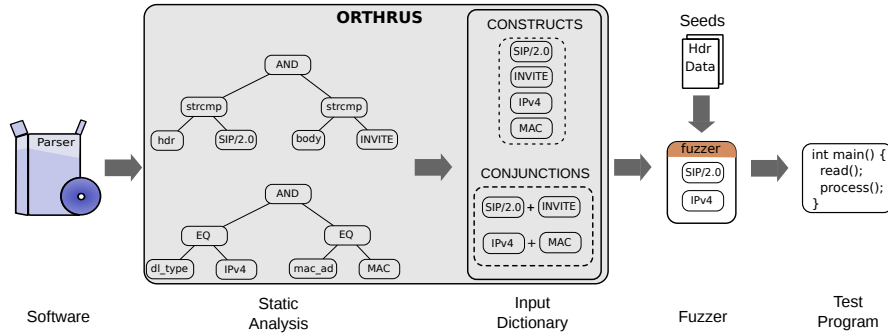 ORTHRUS
Parser
AND
strcmp
strcmp
hdr
SIP/2.0
body
INVITE
AND
EQ
EQ
dl_type
IPv4
mac_ad
MAC
CONSTRUCTS
SIP/2.0
INVITE
IPv4
MAC
CONJUNCTIONS
SIP/2.0 + INVITE
IPv4 + MAC
Seeds
Hdr
Data
fuzzer
SIP/2.0
IPv4
int main() {
read();
process();
}
Software
Static
Analysis
Input
Dictionary
Fuzzer
Test
Program